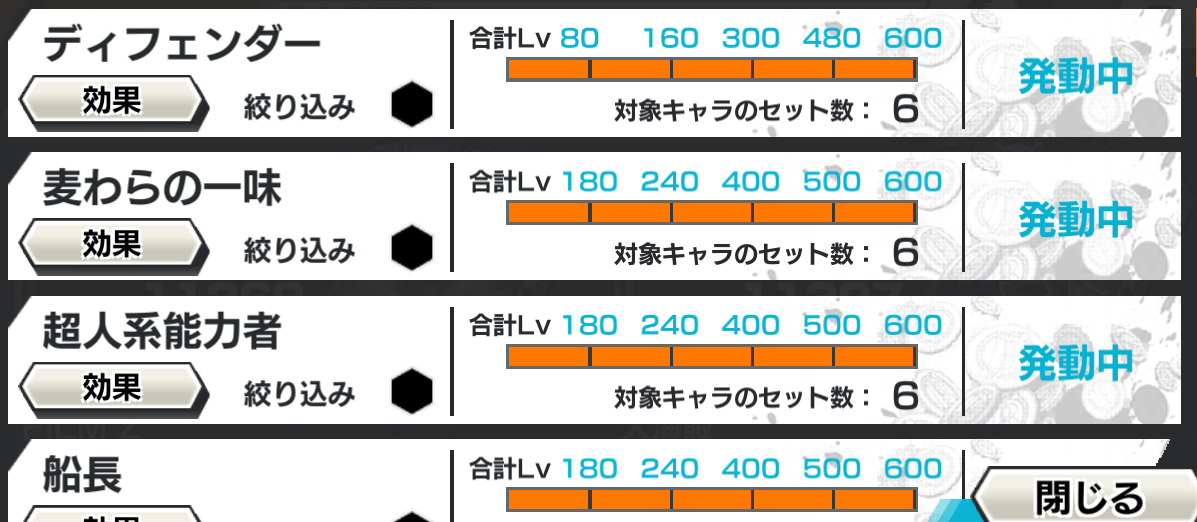 ディフェンダー
合計Lv 80 160 300 480 600
効果 絞り込み
対象キャラのセット数： 6
発動中
麦わらの一味
合計Lv 180 240 400 500 600
効果 絞り込み
対象キャラのセット数： 6
発動中
超人系能力者
合計Lv 180 240 400 500 600
効果 絞り込み
対象キャラのセット数： 6
発動中
船長
合計Lv 180 240 400 500 600
閉じる